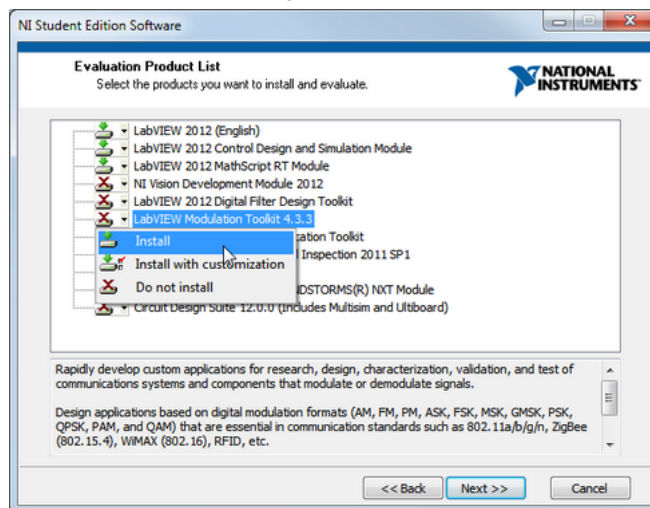 NI Student Edition Software
Evaluation Product List
Select the products you want to install and evaluate.
NATIONAL
INSTRUMENTS
LabVIEW 2012 (English)
LabVIEW 2012 Control Design and Simulation Module
LabVIEW 2012 MathScript RT Module
NI Vision Development Module 2012
LabVIEW 2012 Digital Filter Design Toolkit
LabVIEW Modulation Toolkit 4.3.3
Install
Toolkit
Install with customization
Inspection 2011 SP1
Do not install
NXT Module
Circuit Design Suite 12.0.0 (Includes Multisim and Ultiboard)
Rapidly develop custom applications for research, design, characterization, validation, and test of
communications systems and components that modulate or demodulate signals.
Design applications based on digital modulation formats (AM, FM, PM, ASK, FSK, MSK, GMSK, PSK,
QPSK, PAM, and QAM) that are essential in communication standards such as 802.11a/b/g/n, ZigBee
(802.15.4), WiMAX (802.16), RFID, etc.
<< Back
Next >>
Cancel